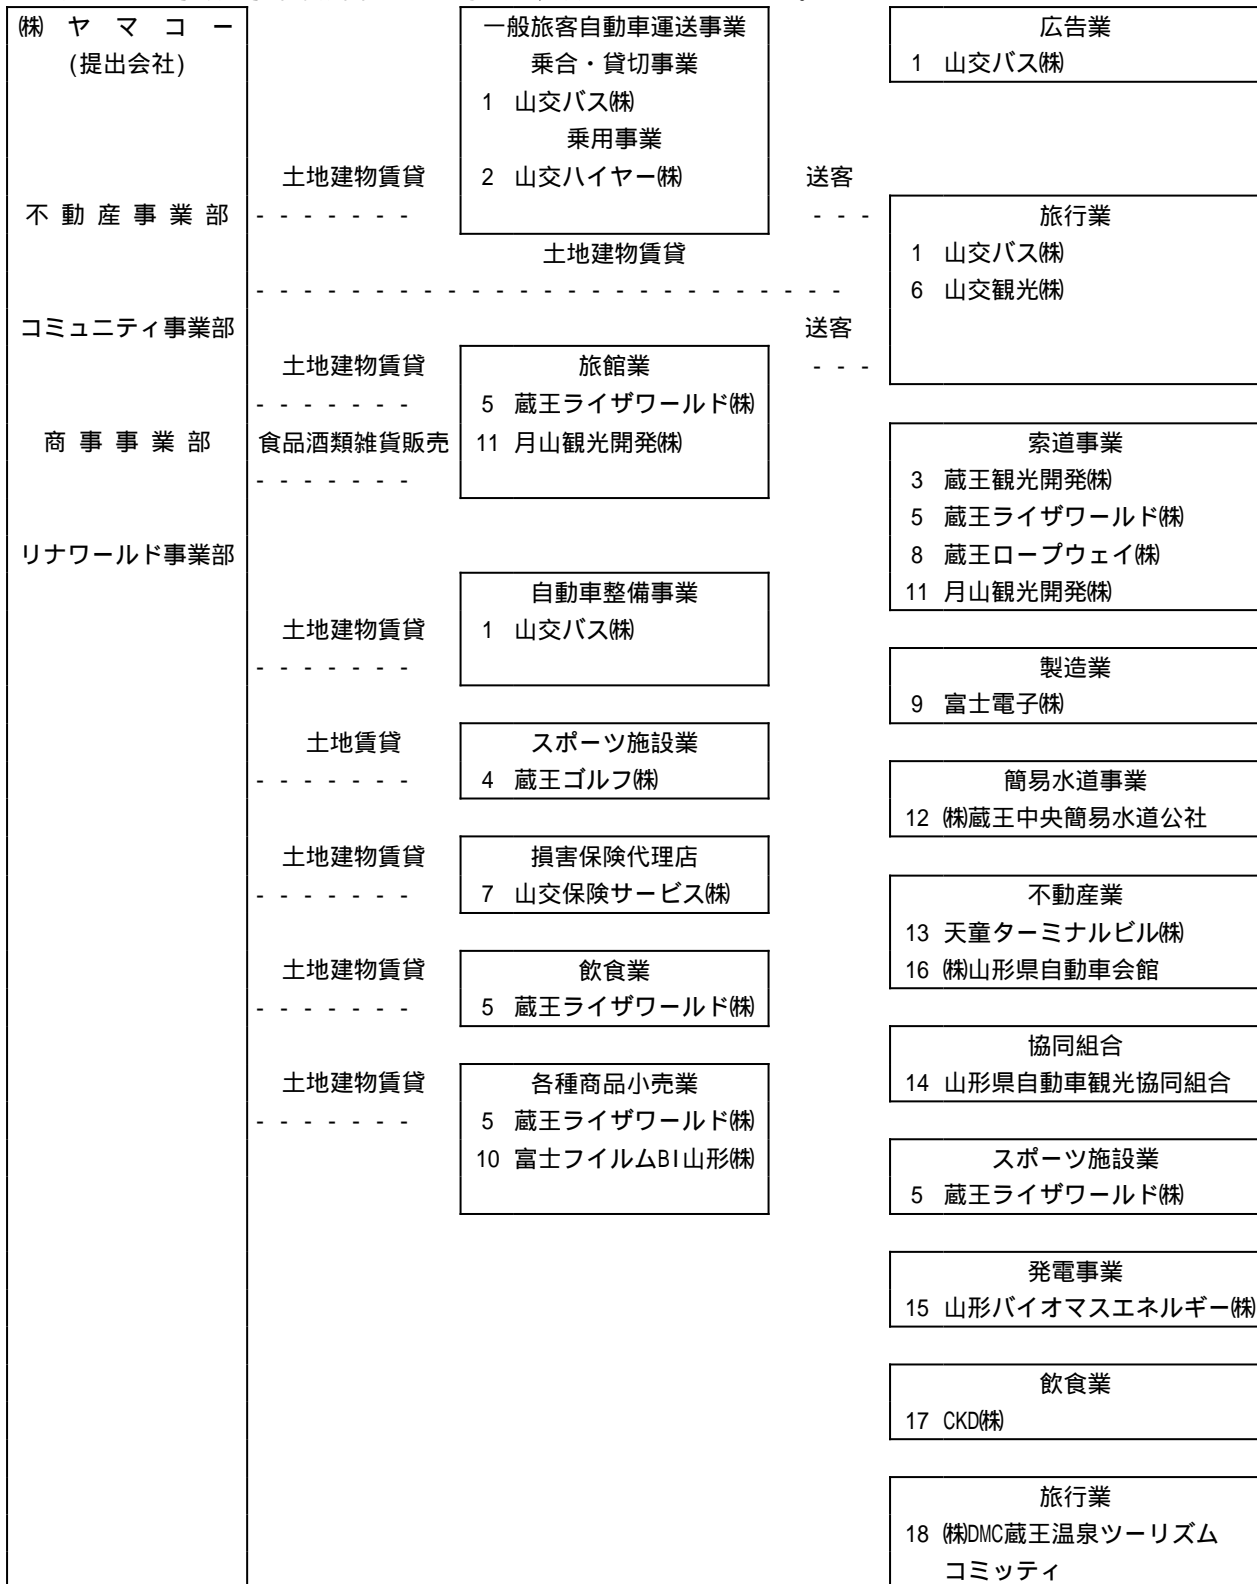 ㈱ヤマコー
(提出会社)
不動産事業部
コミュニティ事業部
商事事業部
リナワールド事業部
土地建物賃貸
- - - - - - -
土地建物賃貸
- - - - - - - - - - - - - - - - - - - - - - - - -
土地建物賃貸
- - - - - - -
食品酒類雑貨販売
- - - - - - -
土地建物賃貸
- - - - - - -
土地賃貸
- - - - - - -
土地建物賃貸
- - - - - - -
土地建物賃貸
- - - - - - -
土地建物賃貸
- - - - - - -
一般旅客自動車運送事業
乗合・貸切事業
1 山交バス㈱
乗用事業
2 山交ハイヤー㈱
旅館業
5 蔵王ライザワールド㈱
11 月山観光開発㈱
自動車整備事業
1 山交バス㈱
スポーツ施設業
4 蔵王ゴルフ㈱
損害保険代理店
7 山交保険サービス㈱
飲食業
5 蔵王ライザワールド㈱
各種商品小売業
5 蔵王ライザワールド㈱
10 富士フイルムBI山形㈱
送客
- - -
送客
- - -
広告業
1 山交バス㈱
旅行業
1 山交バス㈱
6 山交観光㈱
索道事業
3 蔵王観光開発㈱
5 蔵王ライザワールド㈱
8 蔵王ロープウェイ㈱
11 月山観光開発㈱
製造業
9 富士電子㈱
簡易水道事業
12 ㈱蔵王中央簡易水道公社
不動産業
13 天童ターミナルビル㈱
16 ㈱山形県自動車会館
協同組合
14 山形県自動車観光協同組合
スポーツ施設業
5 蔵王ライザワールド㈱
発電事業
15 山形バイオマスエネルギー㈱
飲食業
17 CKD㈱
旅行業
18 ㈱DMC蔵王温泉ツーリズム
コミッティ